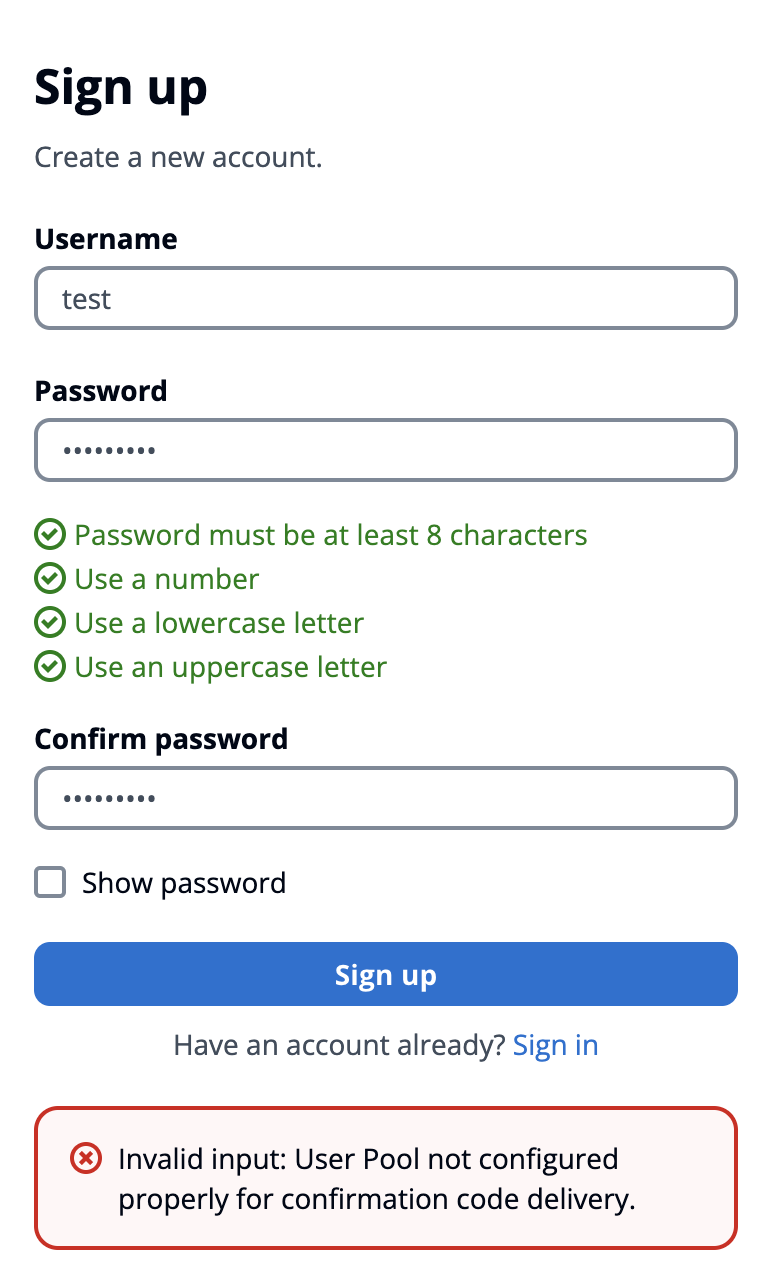 Sign up
Create a new account.
Username
test
Password
•••••••••
Password must be at least 8 characters
Use a number
Use a lowercase letter
Use an uppercase letter
Confirm password
•••••••••
Show password
Sign up
Have an account already? Sign in
Invalid input: User Pool not configured
properly for confirmation code delivery.